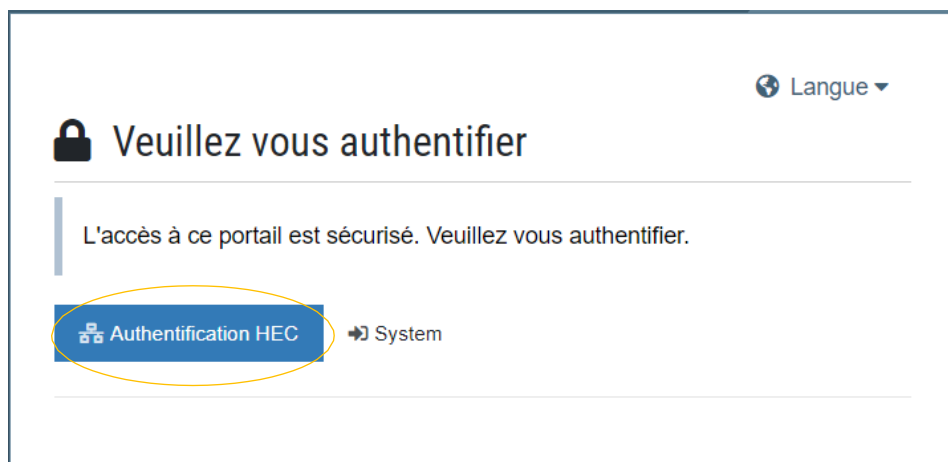 Langue
Veuillez vous authentifier
L'accès à ce portail est sécurisé. Veuillez vous authentifier.
Authentification HEC System